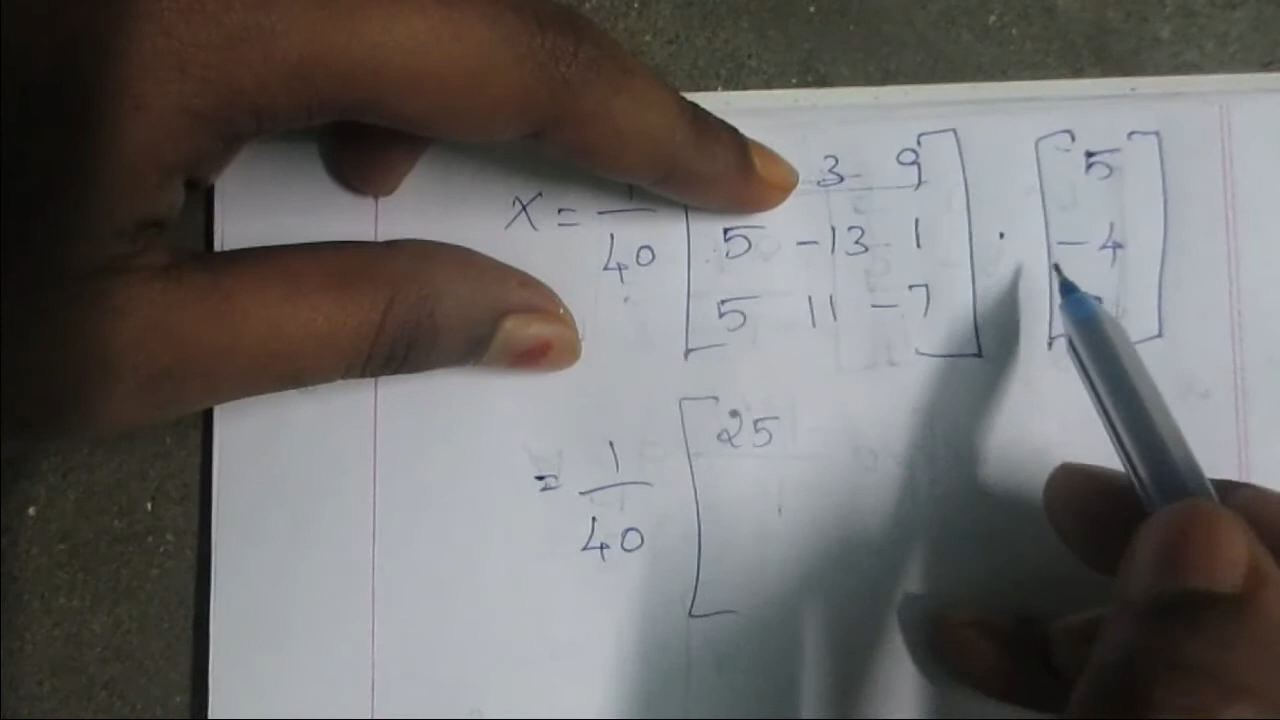 X = 1/40 [ 3 9 ] . [ 5 ]
[ 5 -13 1 ] [ -4 ]
[ 5 11 -7 ]
= 1/40 [ 25